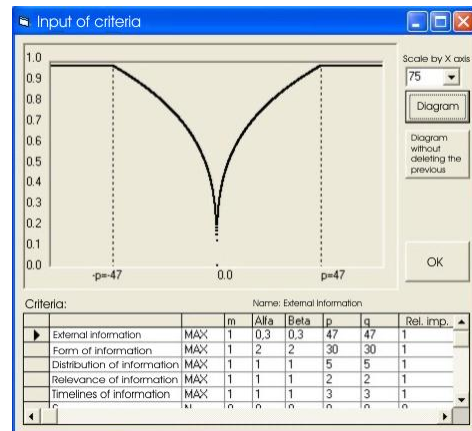 Input of criteria
1.0
0.9
0.8
0.7
0.6
0.5
0.4
0.3
0.2
0.1
0.0
-p=-47 0.0 p=47
Scale by X axis
75
Diagram
Diagram
without
deleting the
previous
OK
Criteria: Name: External Information
m Alfa Beta p q Rel. imp.
External information MAX 1 0,3 0,3 47 47 1
Form of information MAX 1 2 2 30 30 1
Distribution of information MAX 1 1 1 5 5 1
Relevance of information MAX 1 1 1 2 2 1
Timelines of information MAX 1 1 1 3 3 1